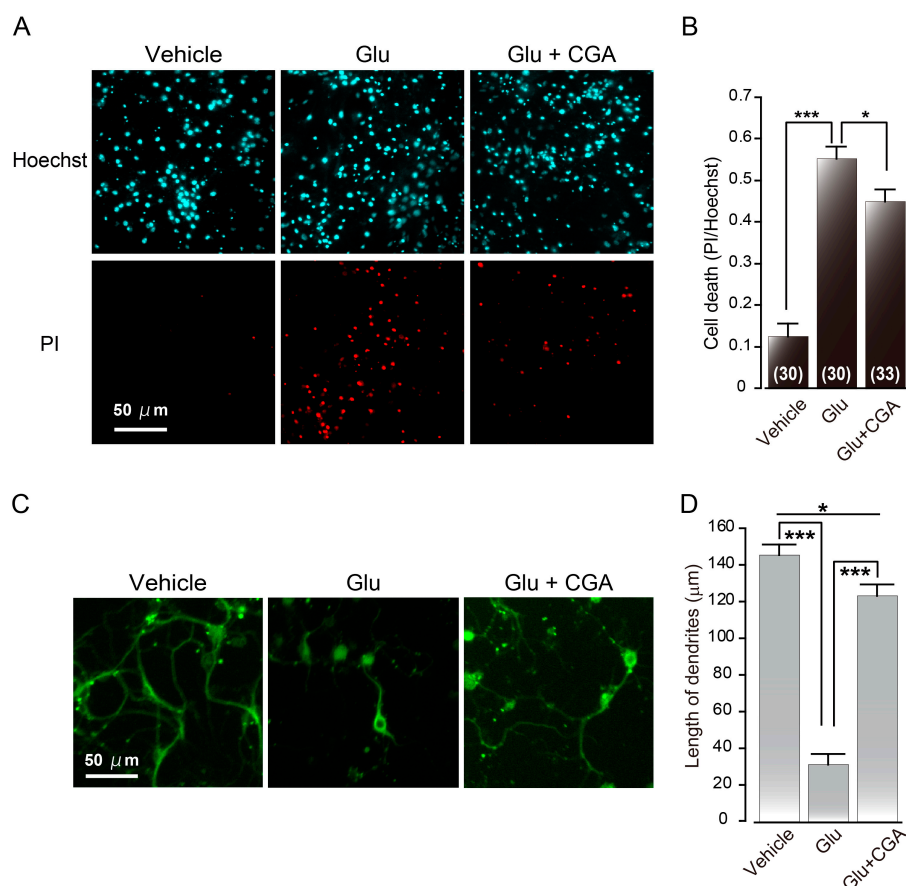 A
Vehicle Glu Glu + CGA
Hoechst
PI
50 μm
B
Cell death (PI/Hoechst)
0.7
0.6
0.5
0.4
0.3
0.2
0.1
0
*** *
(30) (30) (33)
Vehicle Glu Glu+CGA
C
Vehicle Glu Glu + CGA
50 μm
D
Length of dendrites (μm)
160
140
120
100
80
60
40
20
0
*
***
***
Vehicle Glu Glu+CGA